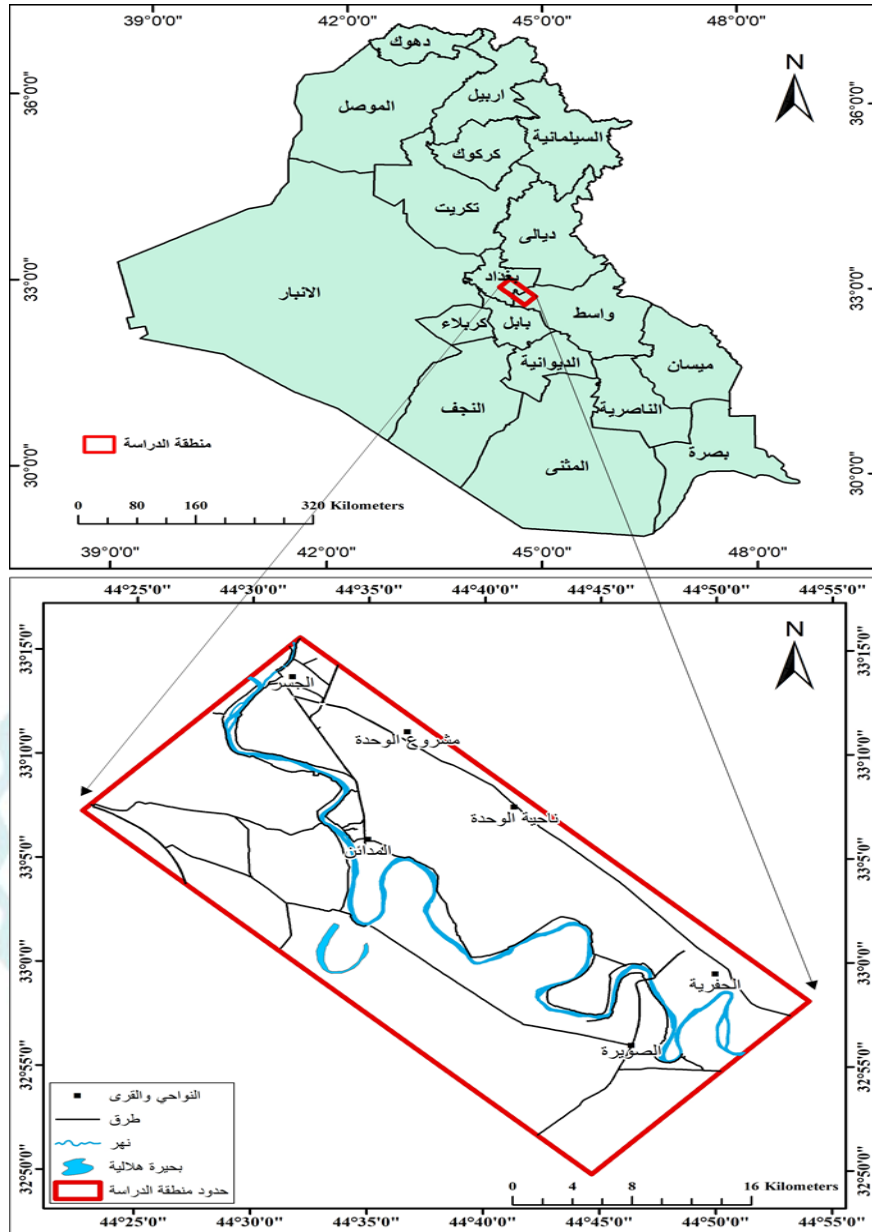 39°0'0" 42°0'0" 45°0'0" 48°0'0"
N
36°0'0" 36°0'0"
33°0'0" 33°0'0"
30°0'0" 30°0'0"
دهوك
اربيل
الموصل
السيلمانية
كركوك
تكريت
ديالى
بغداد
الانبار
واسط
بابل
كربلاء
الديوانية
ميسان
النجف
الناصرية
بصرة
المثنى
منطقة الدراسة
0 80 160 320 Kilometers
39°0'0" 42°0'0" 45°0'0" 48°0'0"
44°25'0" 44°30'0" 44°35'0" 44°40'0" 44°45'0" 44°50'0" 44°55'0"
N
33°15'0" 33°15'0"
33°10'0" 33°10'0"
33°5'0" 33°5'0"
33°0'0" 33°0'0"
32°55'0" 32°55'0"
32°50'0" 32°50'0"
الجسر
مشروع الوحدة
ناحية الوحدة
المدائن
الحفرية
الصويرة
النواحي والقرى
طرق
نهر
بحيرة هلالية
حدود منطقة الدراسة
0 4 8 16 Kilometers
44°25'0" 44°30'0" 44°35'0" 44°40'0" 44°45'0" 44°50'0" 44°55'0"